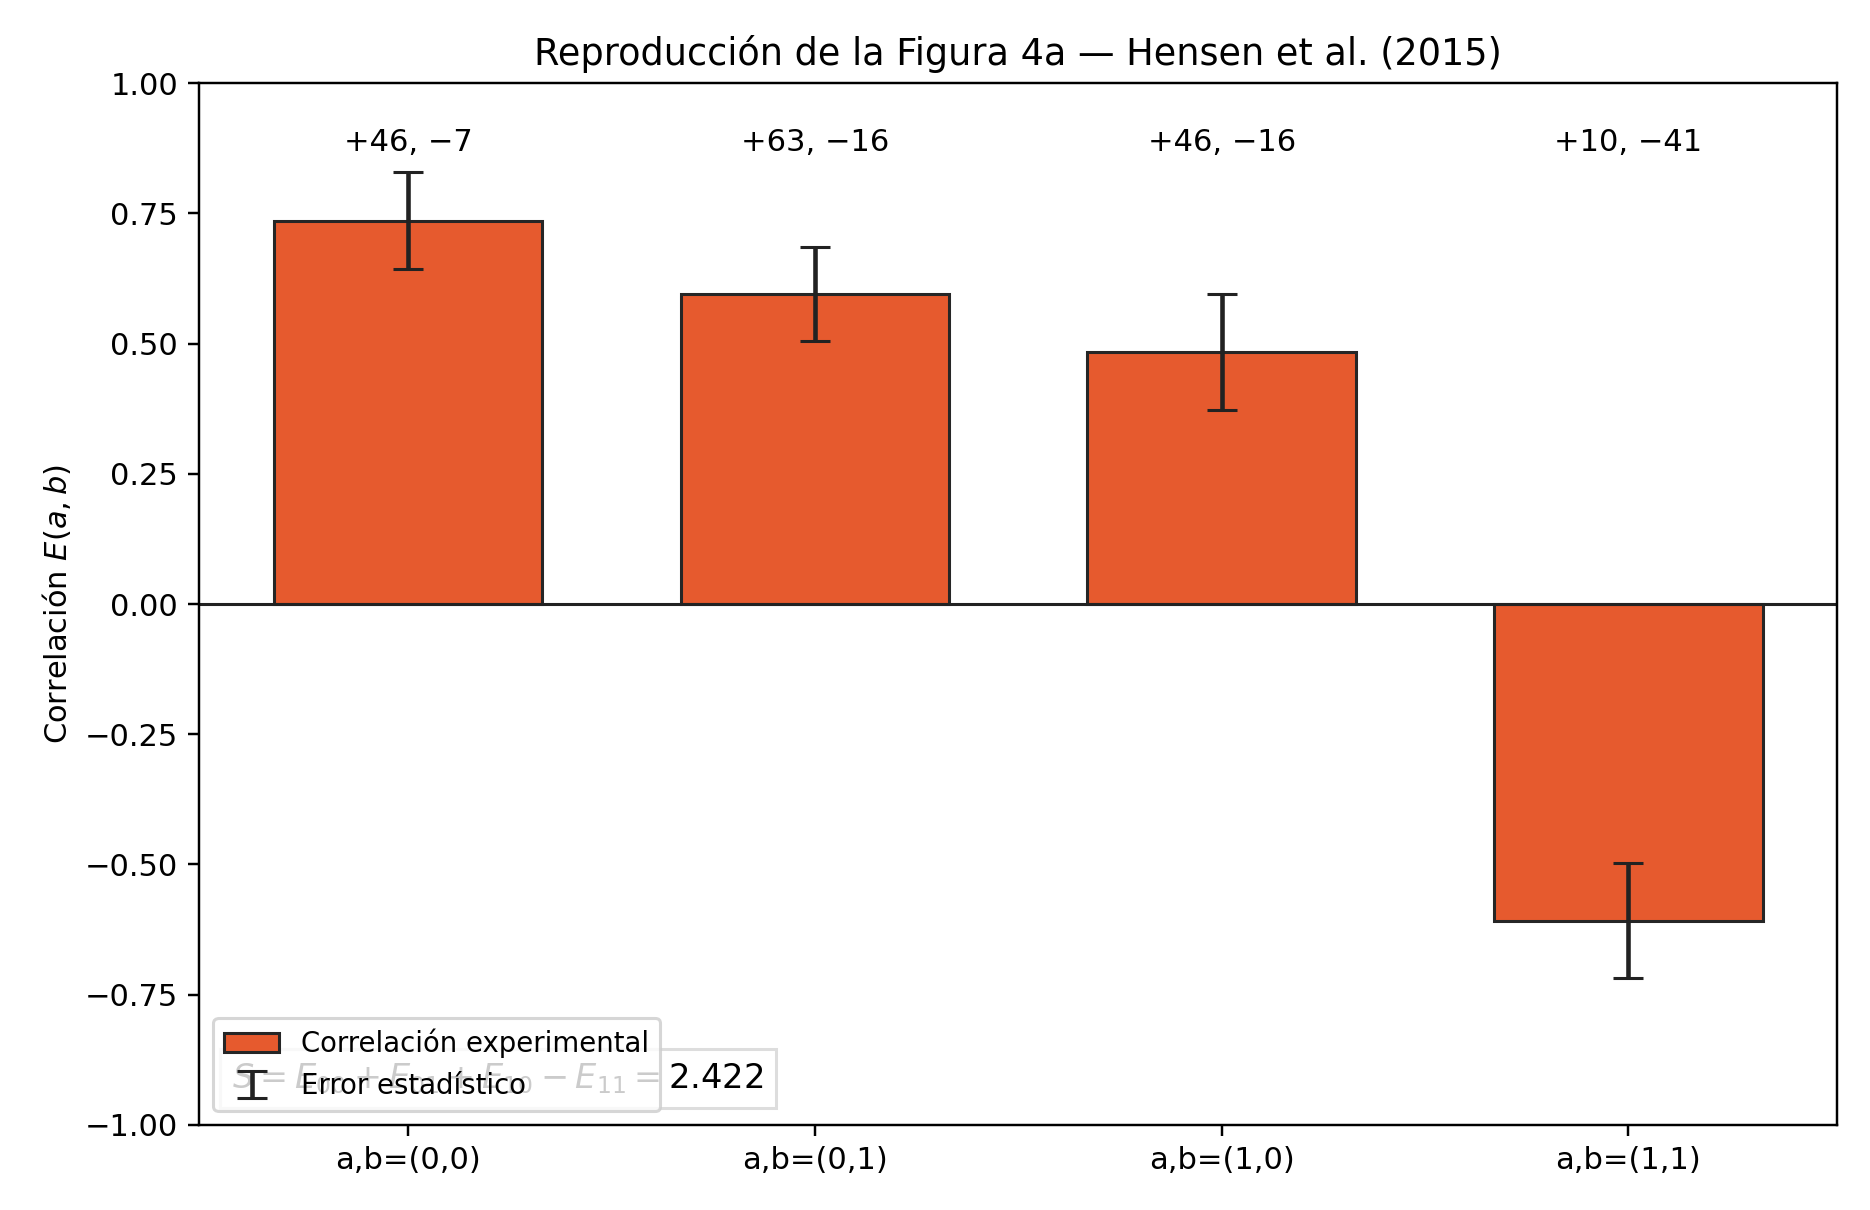 Reproducción de la Figura 4a — Hensen et al. (2015)
1.00
0.75
0.50
0.25
0.00
−0.25
−0.50
−0.75
−1.00
Correlación E(a, b)
+46, −7
+63, −16
+46, −16
+10, −41
Correlación experimental
Error estadístico
S = E + E + E₁₀ − E₁₁ = 2.422
a,b=(0,0)
a,b=(0,1)
a,b=(1,0)
a,b=(1,1)